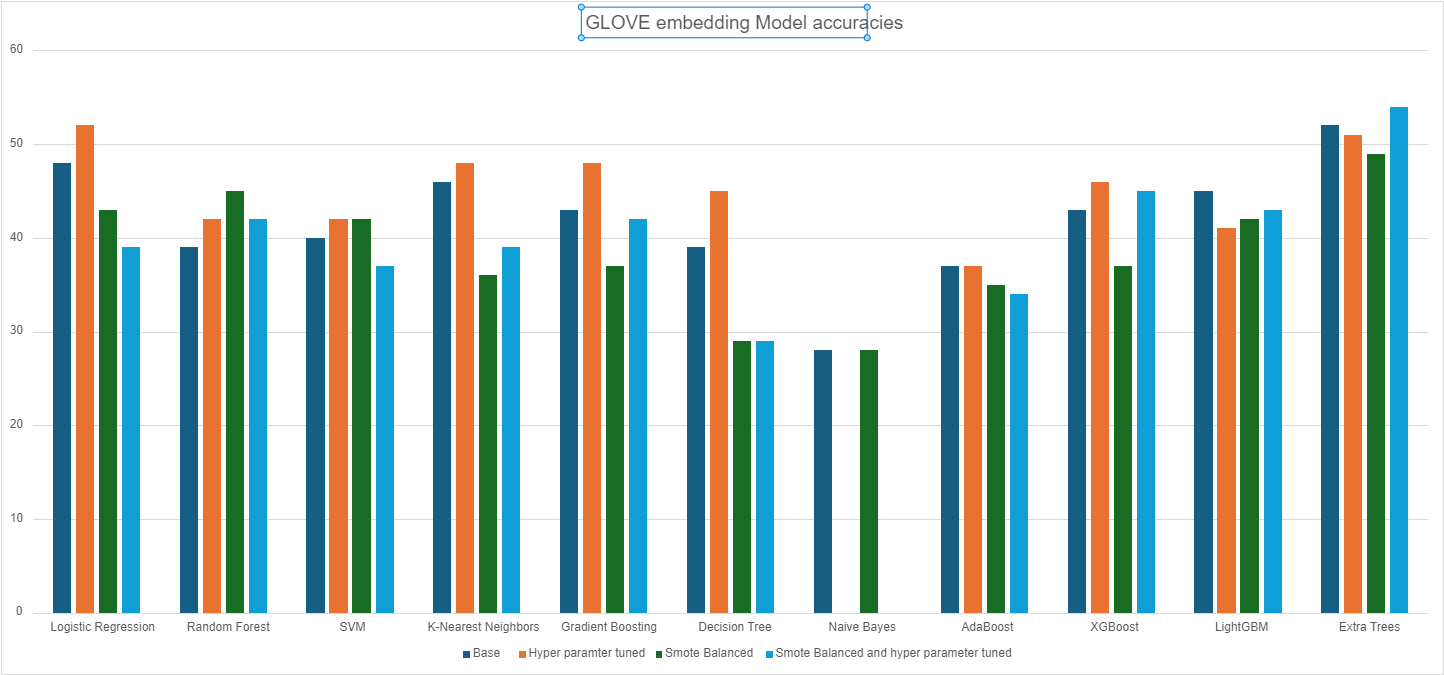 GLOVE embedding Model accuracies
60
50
40
30
20
10
0
Logistic Regression Random Forest SVM K-Nearest Neighbors Gradient Boosting Decision Tree Naive Bayes AdaBoost XGBoost LightGBM Extra Trees
Base Hyper paramter tuned Smote Balanced Smote Balanced and hyper parameter tuned